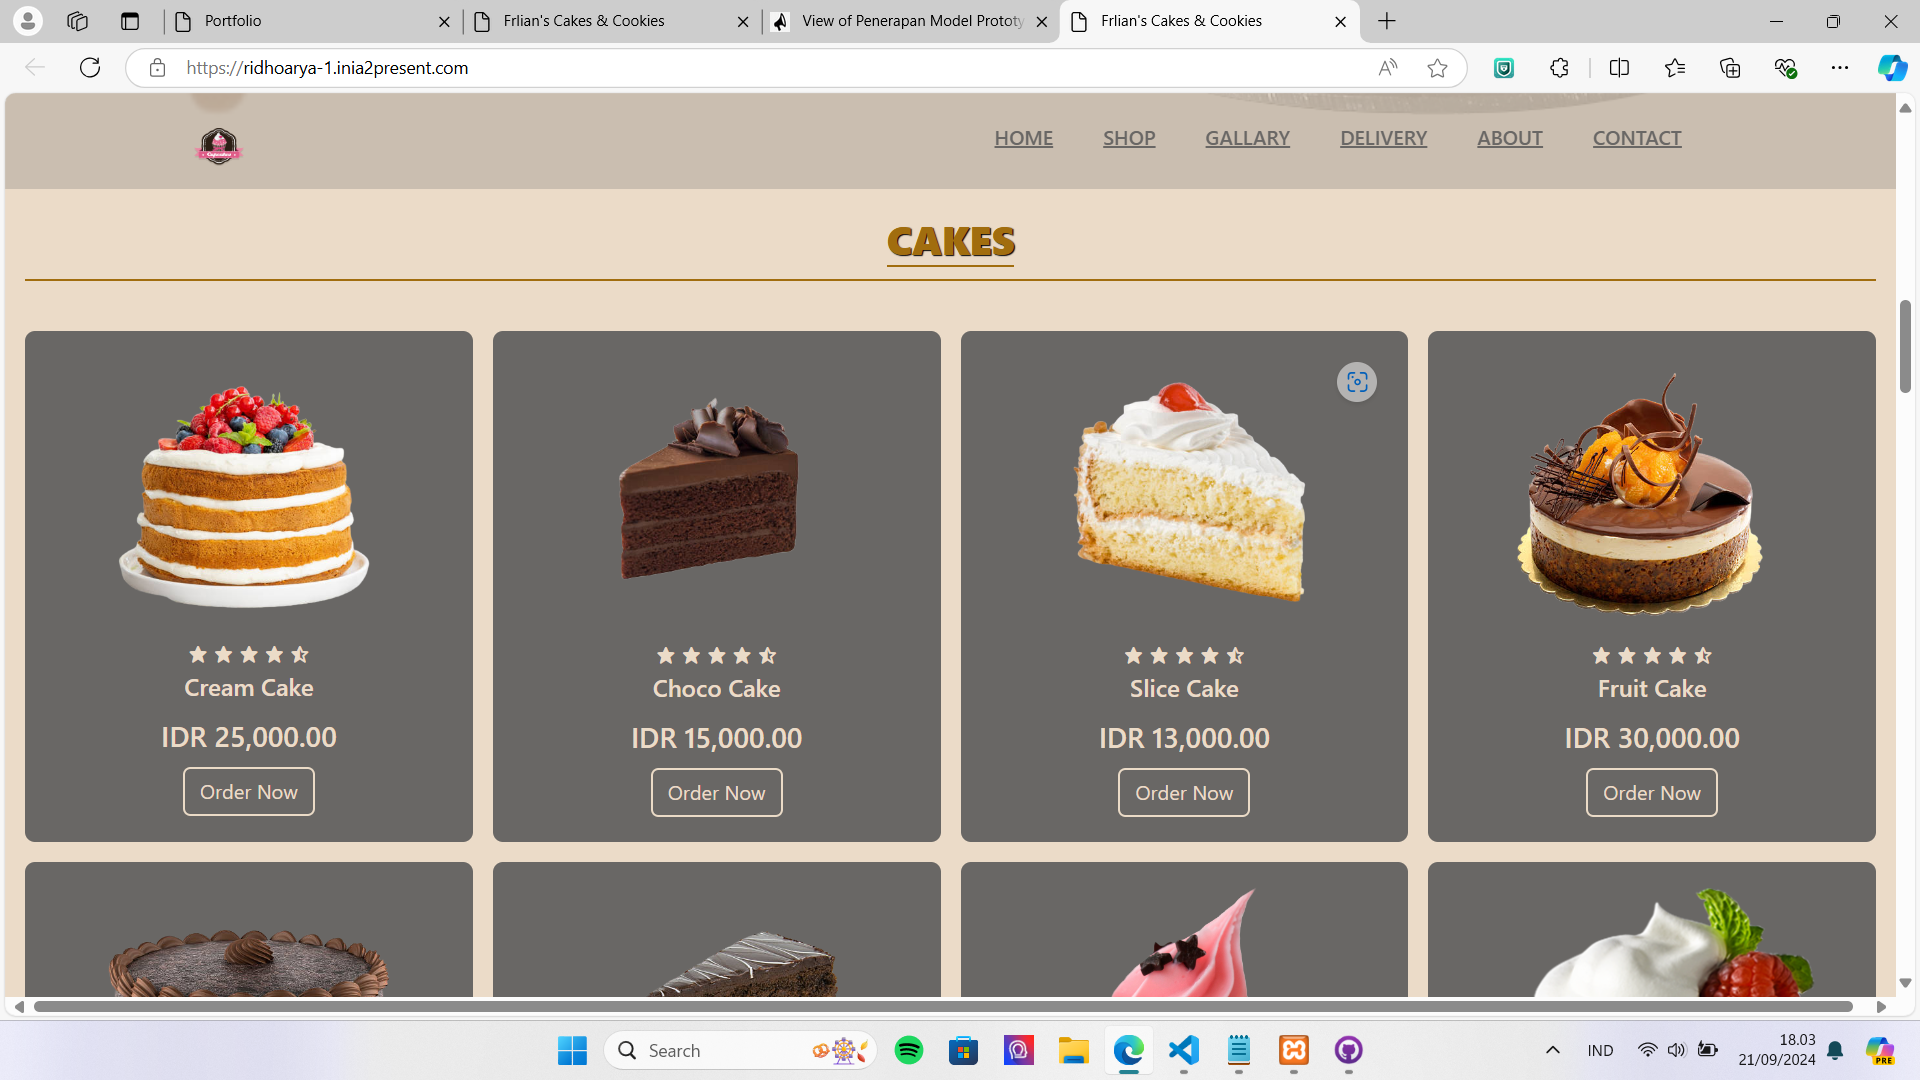 Portfolio
Frlian's Cakes & Cookies
View of Penerapan Model Prototy
Frlian's Cakes & Cookies
https://ridhoarya-1.inia2present.com
HOME SHOP GALLARY DELIVERY ABOUT CONTACT
CAKES
Cream Cake
IDR 25,000.00
Order Now
Choco Cake
IDR 15,000.00
Order Now
Slice Cake
IDR 13,000.00
Order Now
Fruit Cake
IDR 30,000.00
Order Now
Search
IND
18.03
21/09/2024
PRE